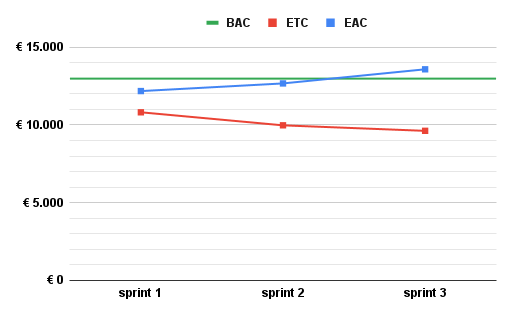 BAC ETC EAC
€ 15.000
€ 10.000
€ 5.000
€ 0
sprint 1 sprint 2 sprint 3